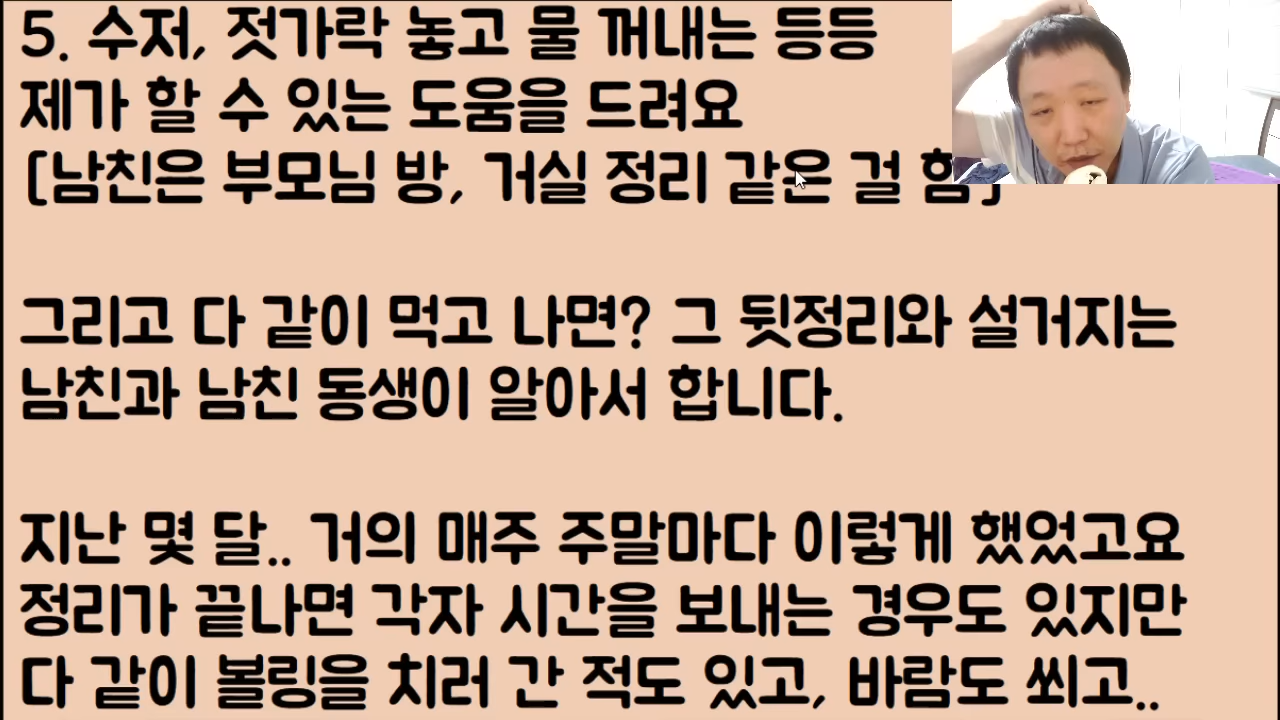 5. 수저, 젓가락 놓고 물 꺼내는 등등
제가 할 수 있는 도움을 드려요
[남친은 부모님 방, 거실 정리 같은 걸 함]
그리고 다 같이 먹고 나면? 그 뒷정리와 설거지는
남친과 남친 동생이 알아서 합니다.
지난 몇 달.. 거의 매주 주말마다 이렇게 했었고요
정리가 끝나면 각자 시간을 보내는 경우도 있지만
다 같이 볼링을 치러 간 적도 있고, 바람도 쐬고..